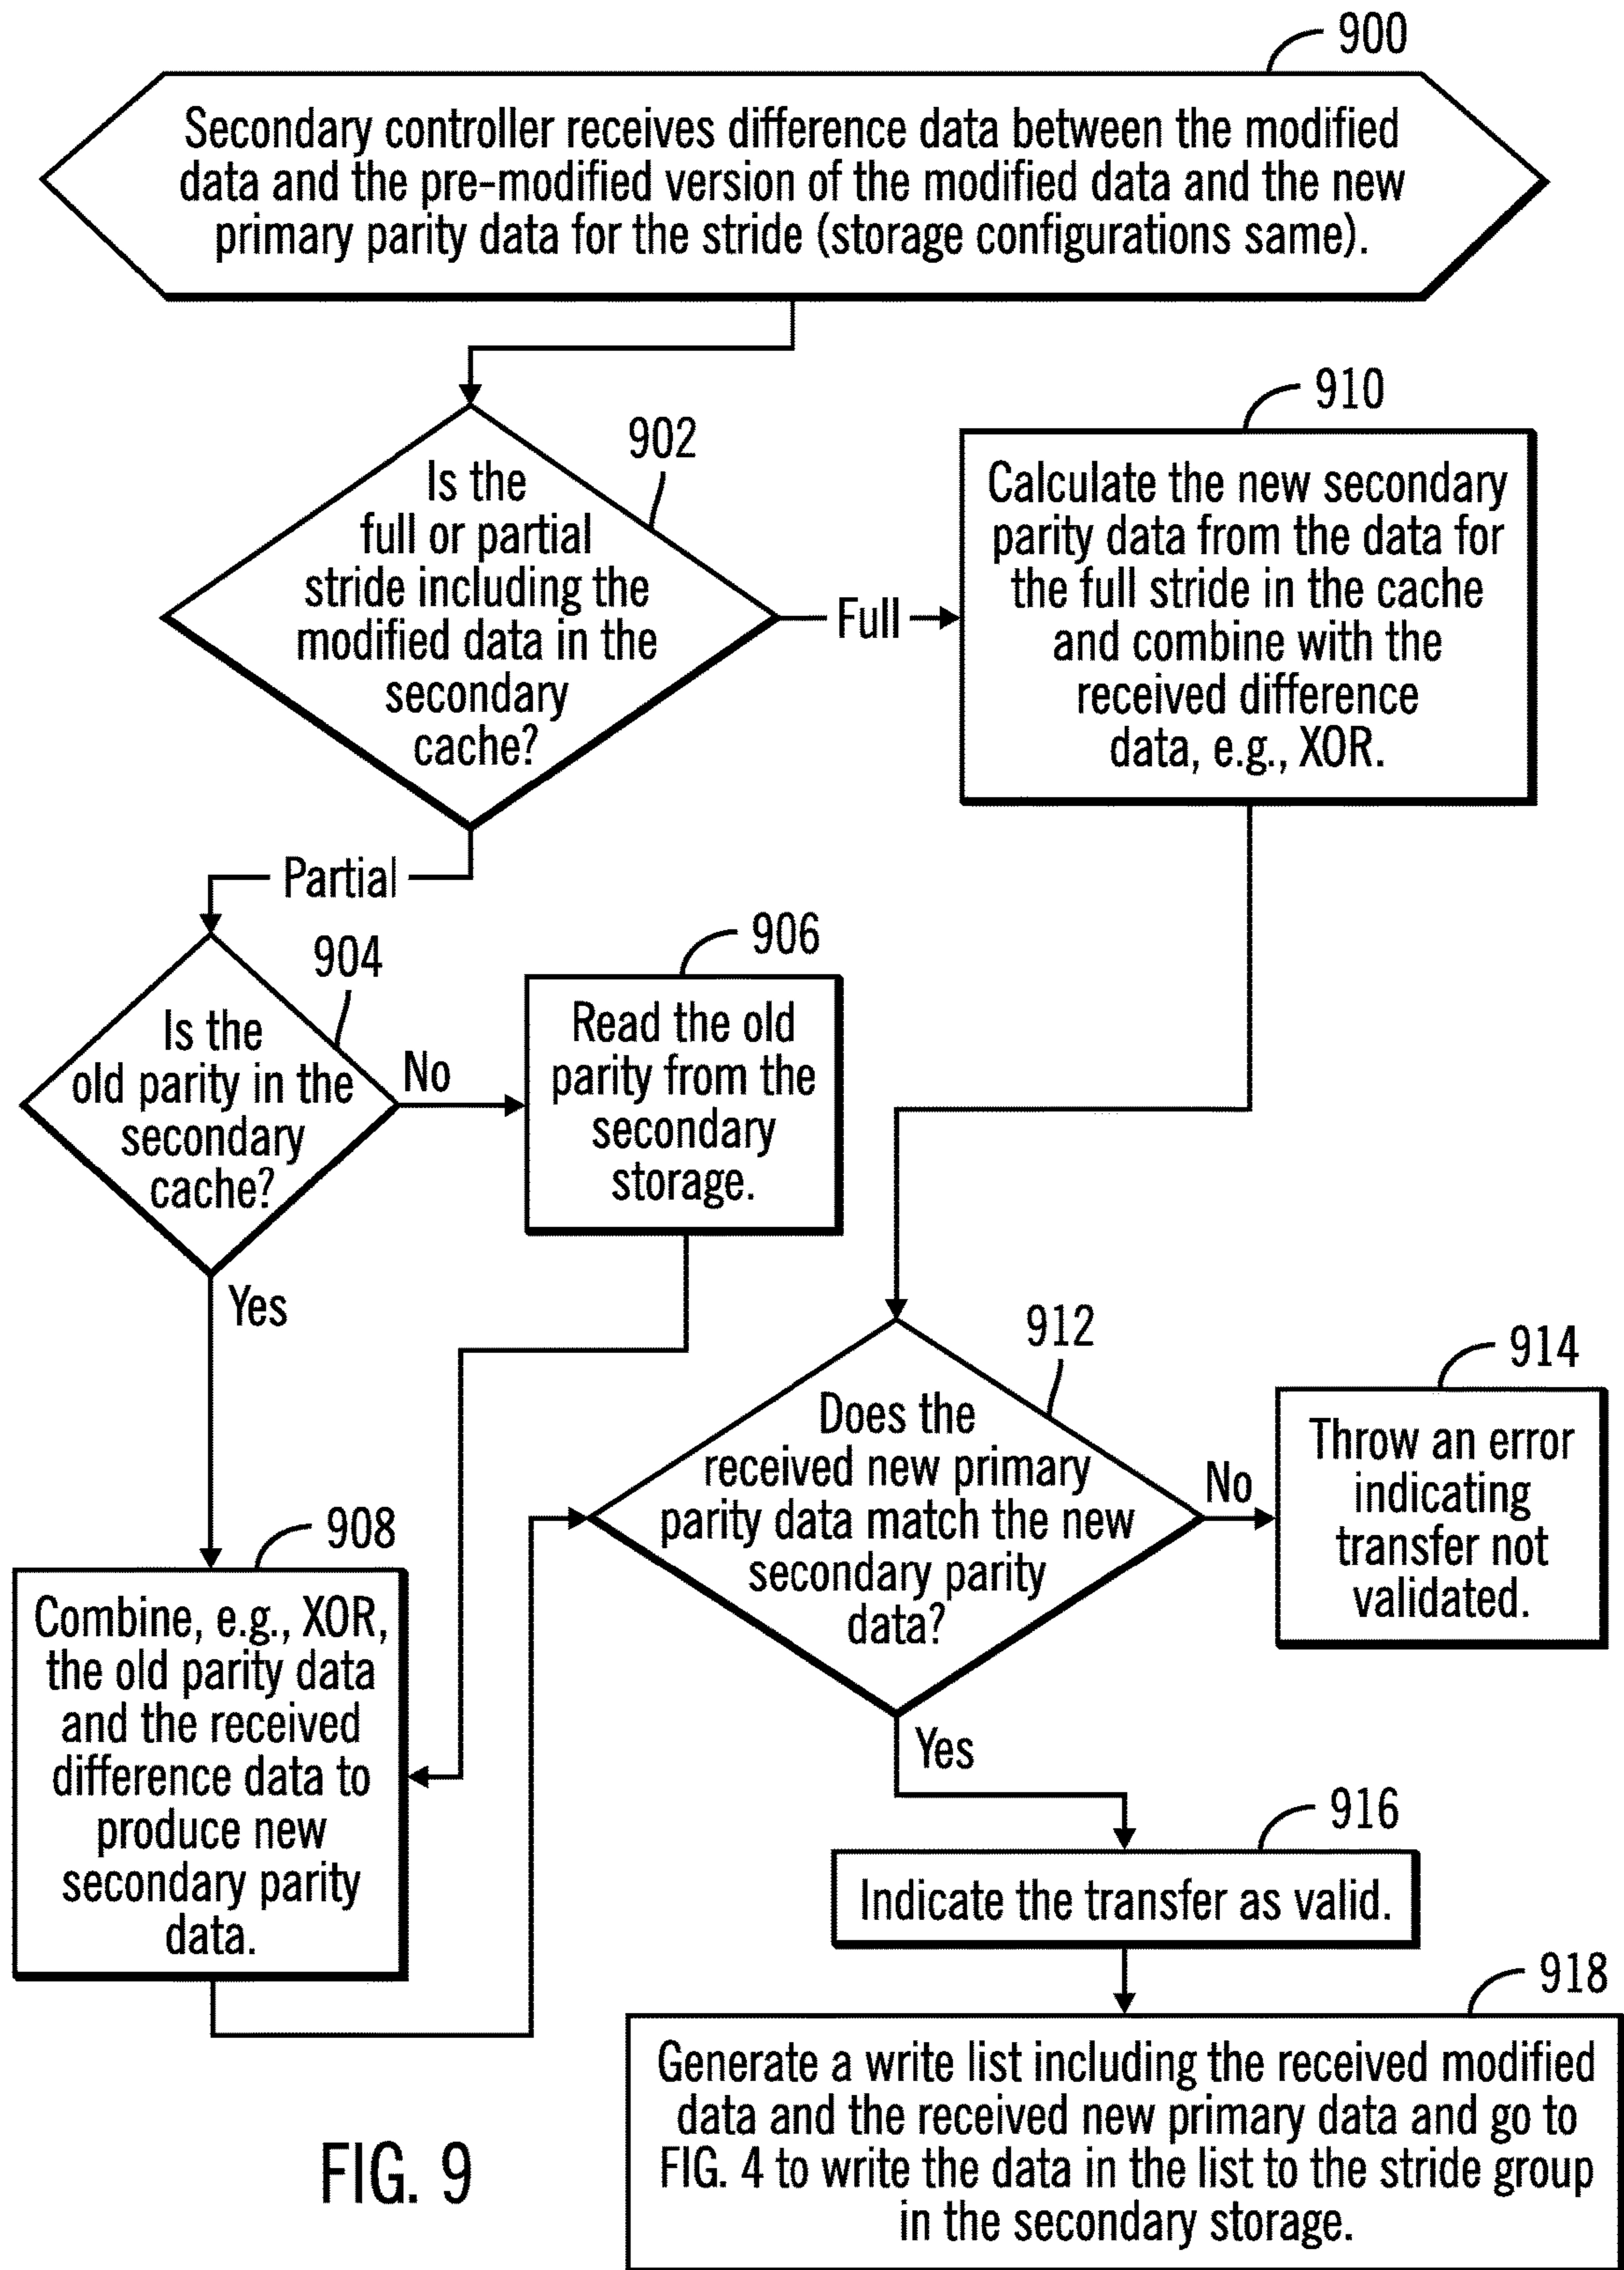 900
Secondary controller receives difference data between the modified
data and the pre-modified version of the modified data and the new
primary parity data for the stride (storage configurations same).
902
Is the
full or partial
stride including the
modified data in the
secondary
cache?
Full
910
Calculate the new secondary
parity data from the data for
the full stride in the cache
and combine with the
received difference
data, e.g., XOR.
Partial
904
Is the
old parity in the
secondary
cache?
No
906
Read the old
parity from the
secondary
storage.
Yes
908
Combine, e.g., XOR,
the old parity data
and the received
difference data to
produce new
secondary parity
data.
912
Does the
received new primary
parity data match the new
secondary parity
data?
No
914
Throw an error
indicating
transfer not
validated.
Yes
916
Indicate the transfer as valid.
918
Generate a write list including the received modified
data and the received new primary data and go to
FIG. 4 to write the data in the list to the stride group
in the secondary storage.
FIG. 9